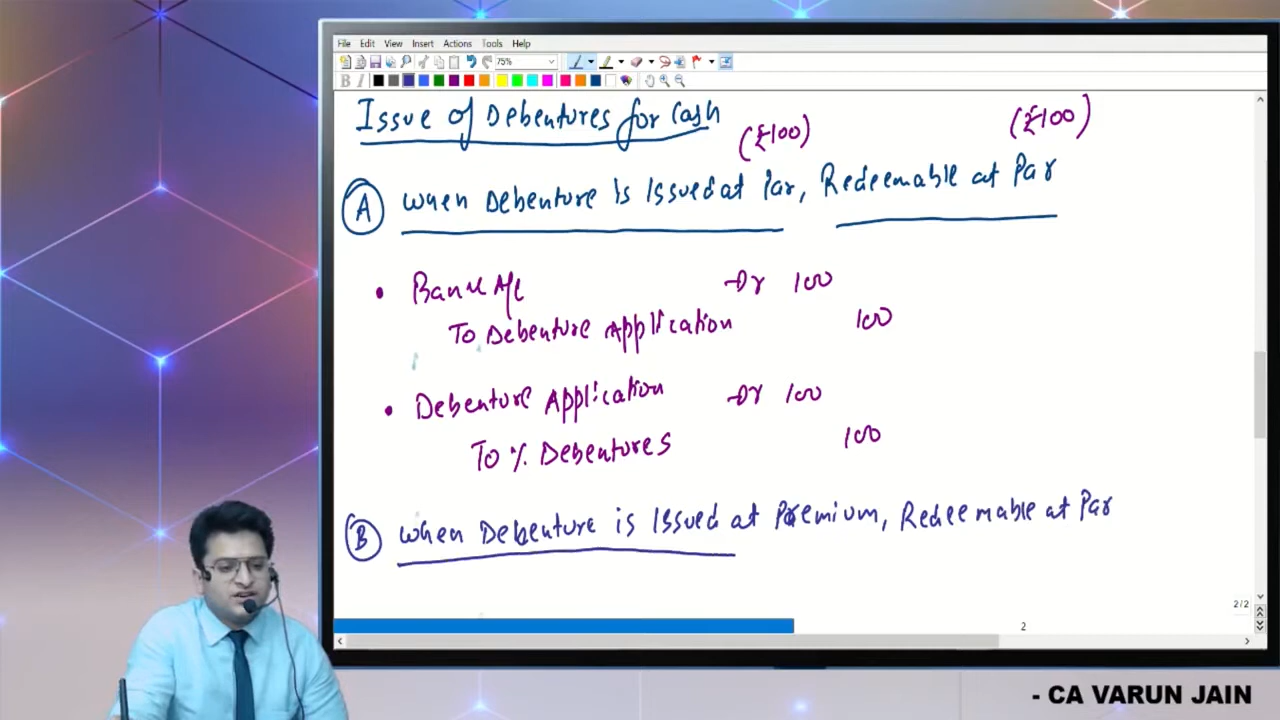 File Edit View Insert Actions Tools Help
75%
Issue of Debentures for Cash
(₹100) (₹100)
A When Debenture is Issued at Par, Redeemable at Par
• Bank A/c Dr 100
To Debenture Application 100
• Debenture Application Dr 100
To % Debentures 100
B When Debenture is Issued at Premium, Redeemable at Par
2/2
2
- CA VARUN JAIN